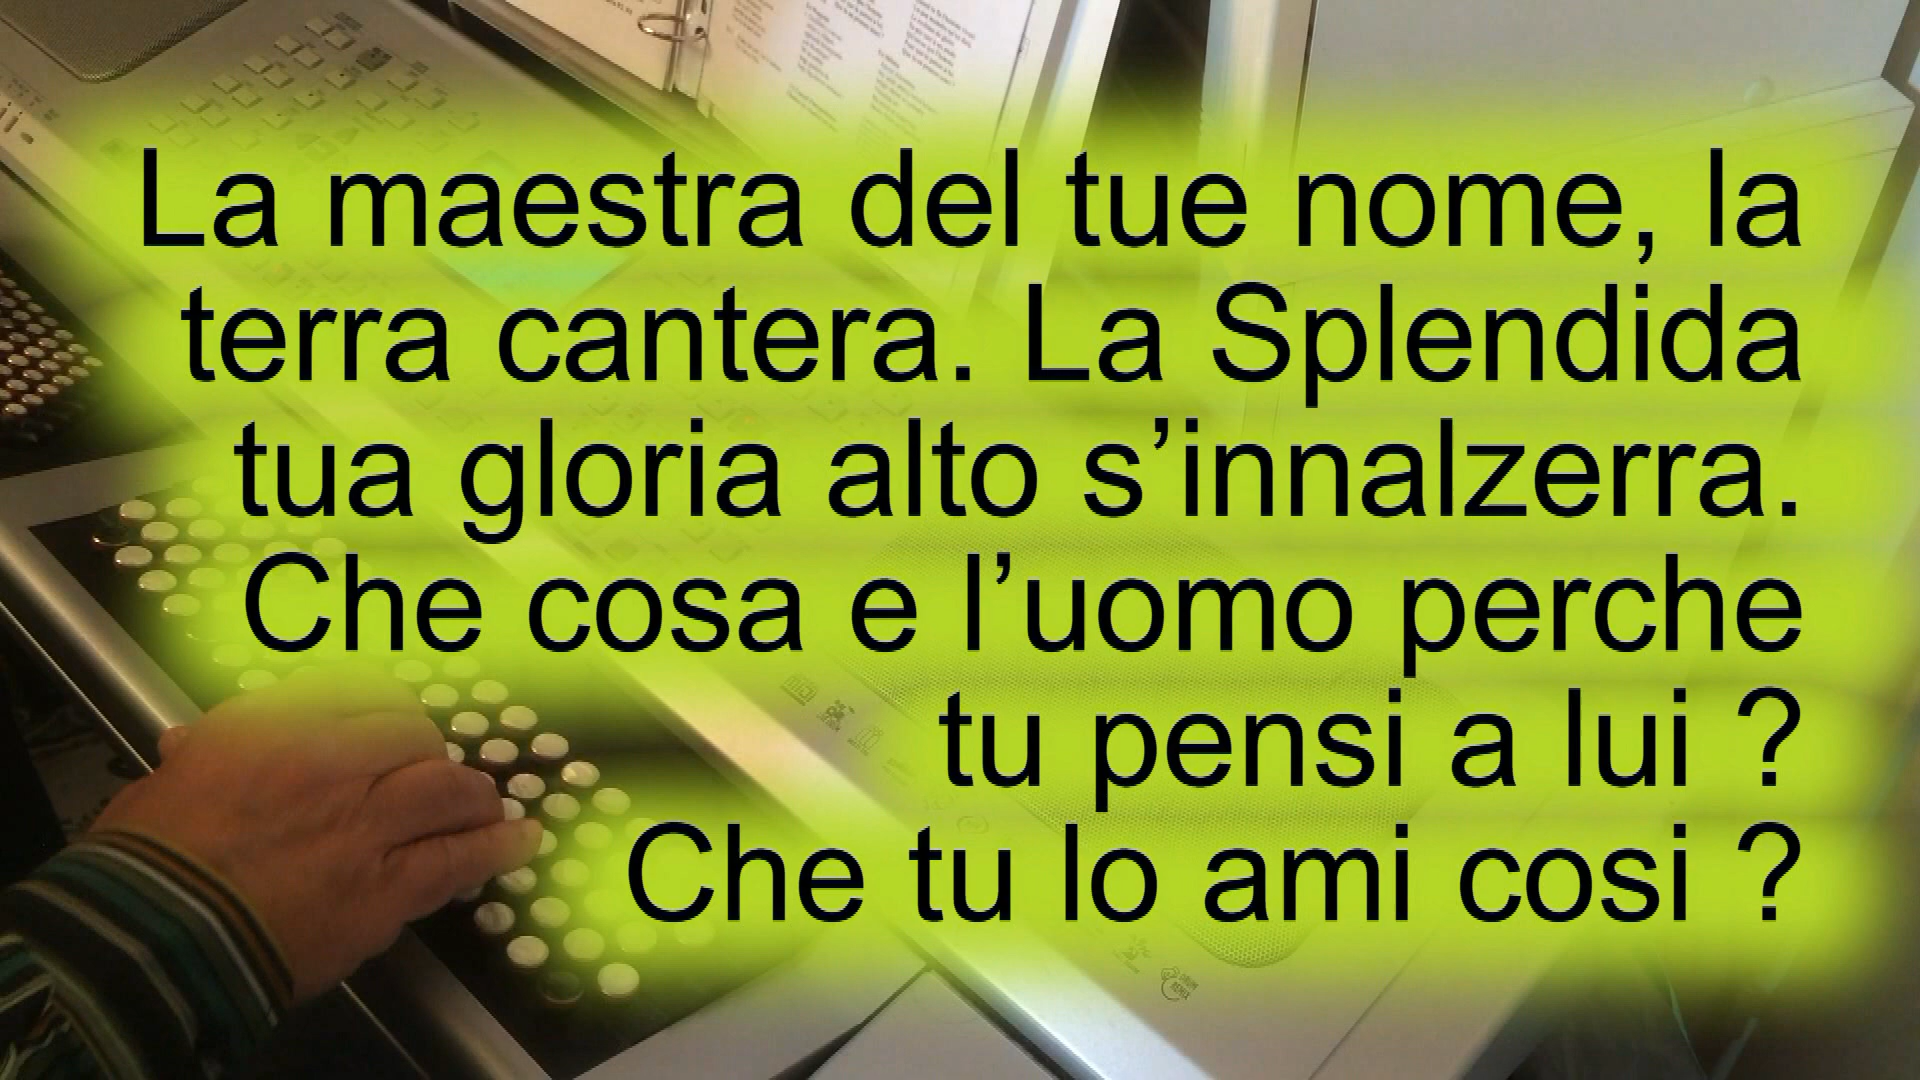 La maestra del tue nome, la
terra cantera. La Splendida
tua gloria alto s’innalzerra.
Che cosa e l’uomo perche
tu pensi a lui ?
Che tu lo ami cosi ?